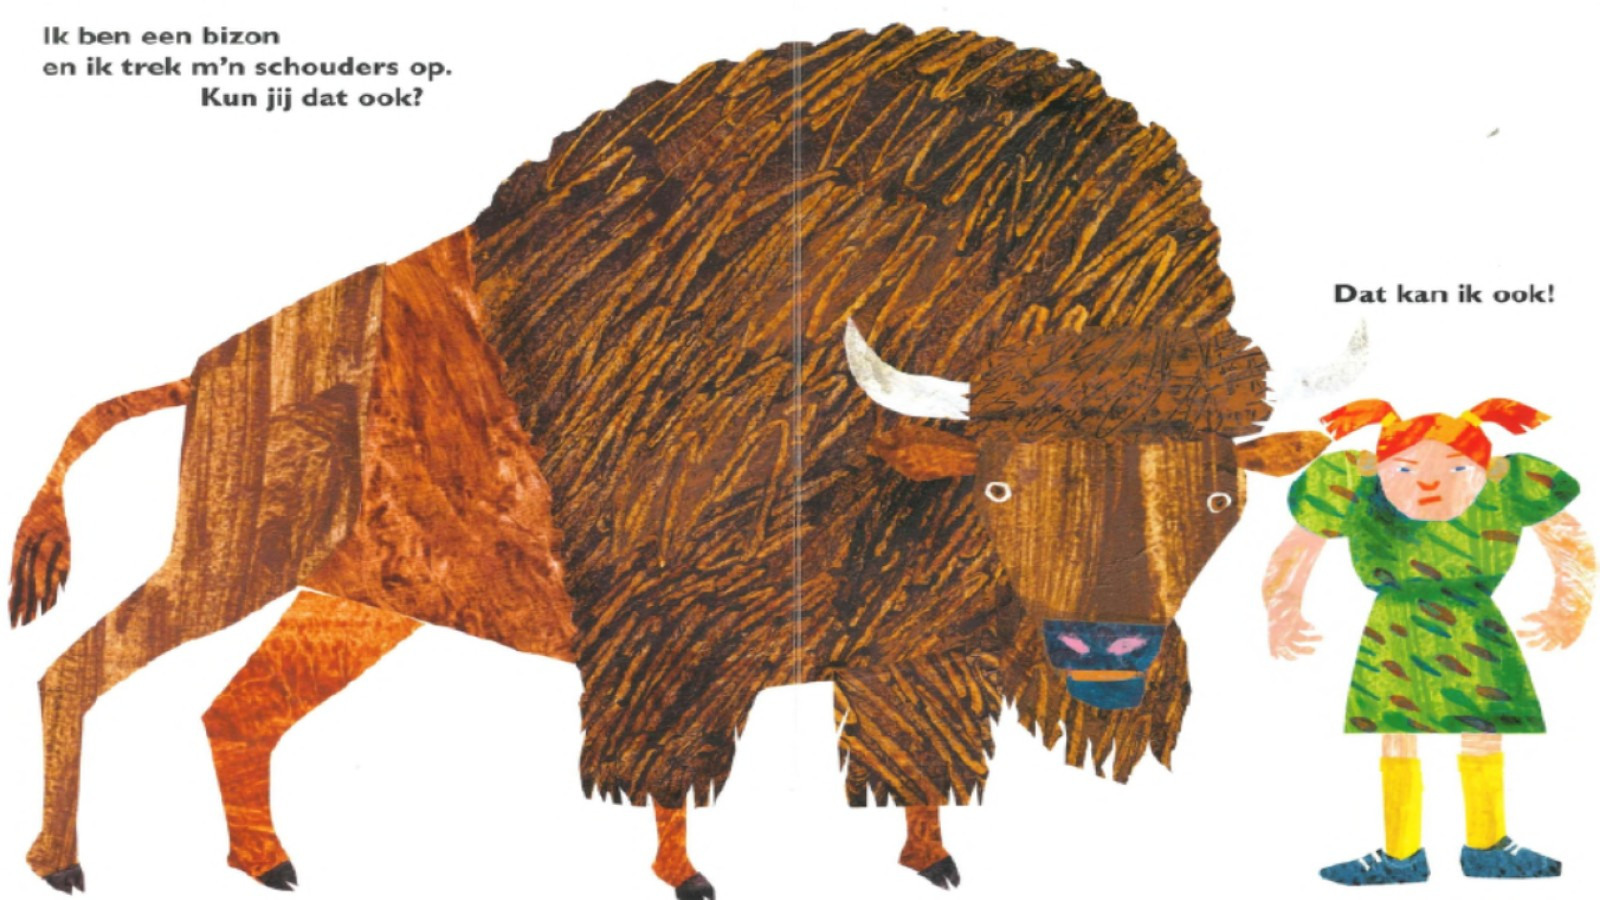 Ik ben een bizon
en ik trek m'n schouders op.
Kun jij dat ook?
Dat kan ik ook!